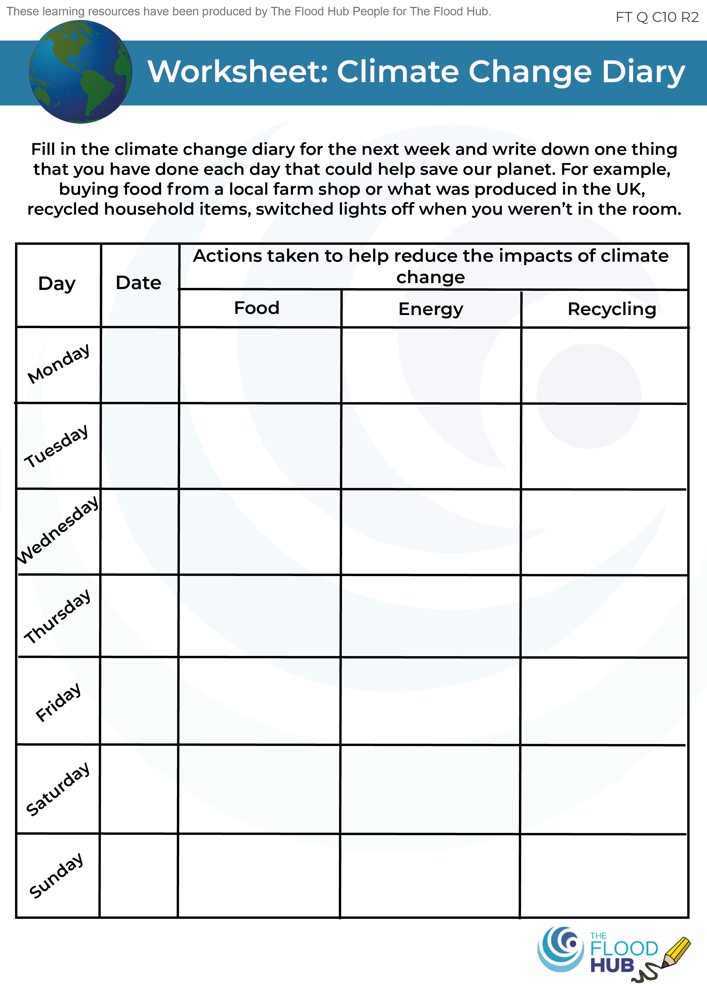 These learning resources have been produced by The Flood Hub People for The Flood Hub.
FT Q C10 R2
Worksheet: Climate Change Diary
Fill in the climate change diary for the next week and write down one thing
that you have done each day that could help save our planet. For example,
buying food from a local farm shop or what was produced in the UK,
recycled household items, switched lights off when you weren’t in the room.
Day
Date
Actions taken to help reduce the impacts of climate
change
Food
Energy
Recycling
Monday
Tuesday
Wednesday
Thursday
Friday
Saturday
Sunday
THE
FLOOD
HUB